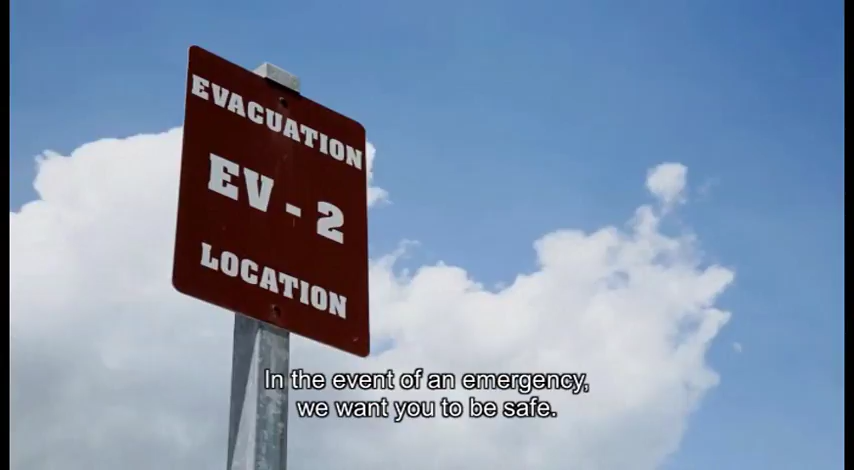 EVACUATION
EV - 2
LOCATION
In the event of an emergency,
we want you to be safe.